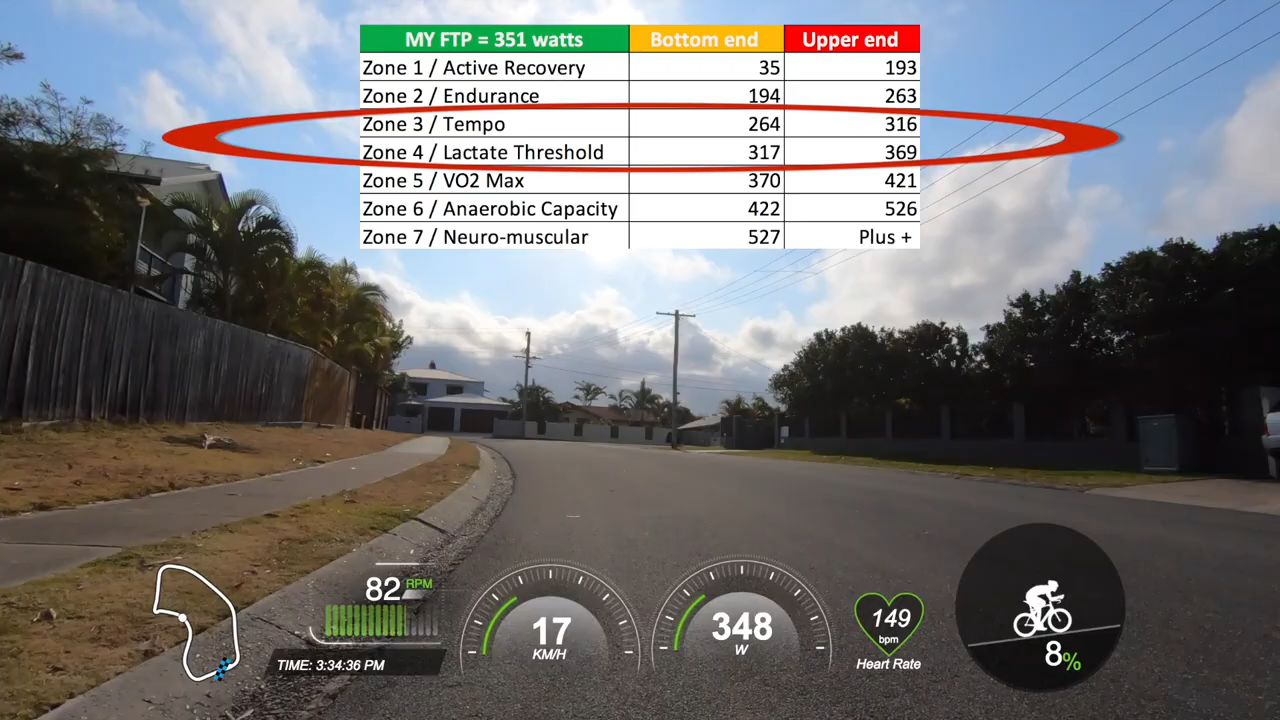 MY FTP = 351 watts Bottom end Upper end
Zone 1 / Active Recovery 35 193
Zone 2 / Endurance 194 263
Zone 3 / Tempo 264 316
Zone 4 / Lactate Threshold 317 369
Zone 5 / VO2 Max 370 421
Zone 6 / Anaerobic Capacity 422 526
Zone 7 / Neuro-muscular 527 Plus +
82 RPM
TIME: 3:34:36 PM
17
KM/H
348
W
149
bpm
Heart Rate
8%